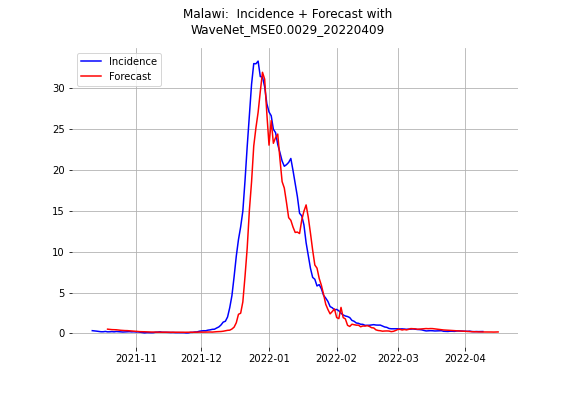 Malawi:  Incidence + Forecast with
WaveNet_MSE0.0029_20220409
Incidence
Forecast
30
25
20
15
10
5
0
2021-11 2021-12 2022-01 2022-02 2022-03 2022-04